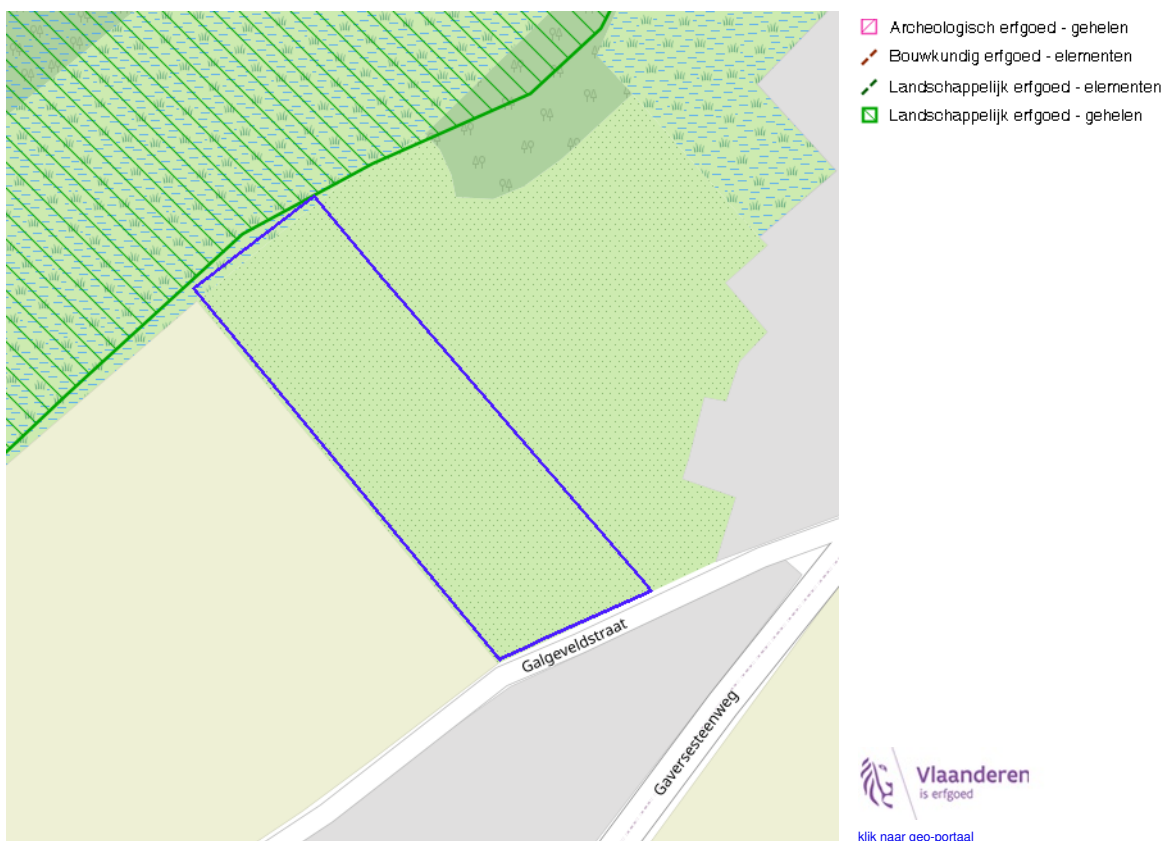 Archeologisch erfgoed - gehelen
Bouwkundig erfgoed - elementen
Landschappelijk erfgoed - elementen
Landschappelijk erfgoed - gehelen
Galgeveldstraat
Gaversesteenweg
Vlaanderen
is erfgoed
klik naar geo-portaal